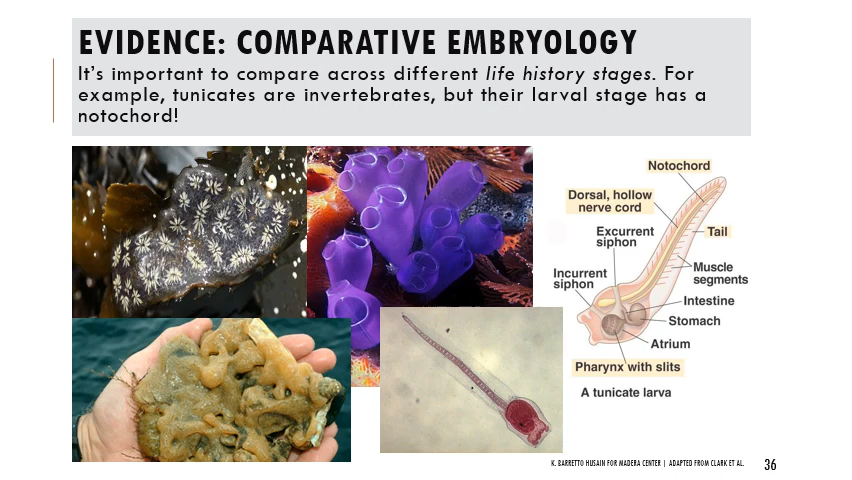 EVIDENCE: COMPARATIVE EMBRYOLOGY
It's important to compare across different life history stages. For
example, tunicates are invertebrates, but their larval stage has a
notochord!
Notochord
Dorsal, hollow
nerve cord
Excurrent
siphon
Tail
Incurrent
siphon
Muscle
segments
Intestine
Stomach
Atrium
Pharynx with slits
A tunicate larva
K. BARRETTO HUSAIN FOR MADERA CENTER | ADAPTED FROM CLARK ET AL.
36